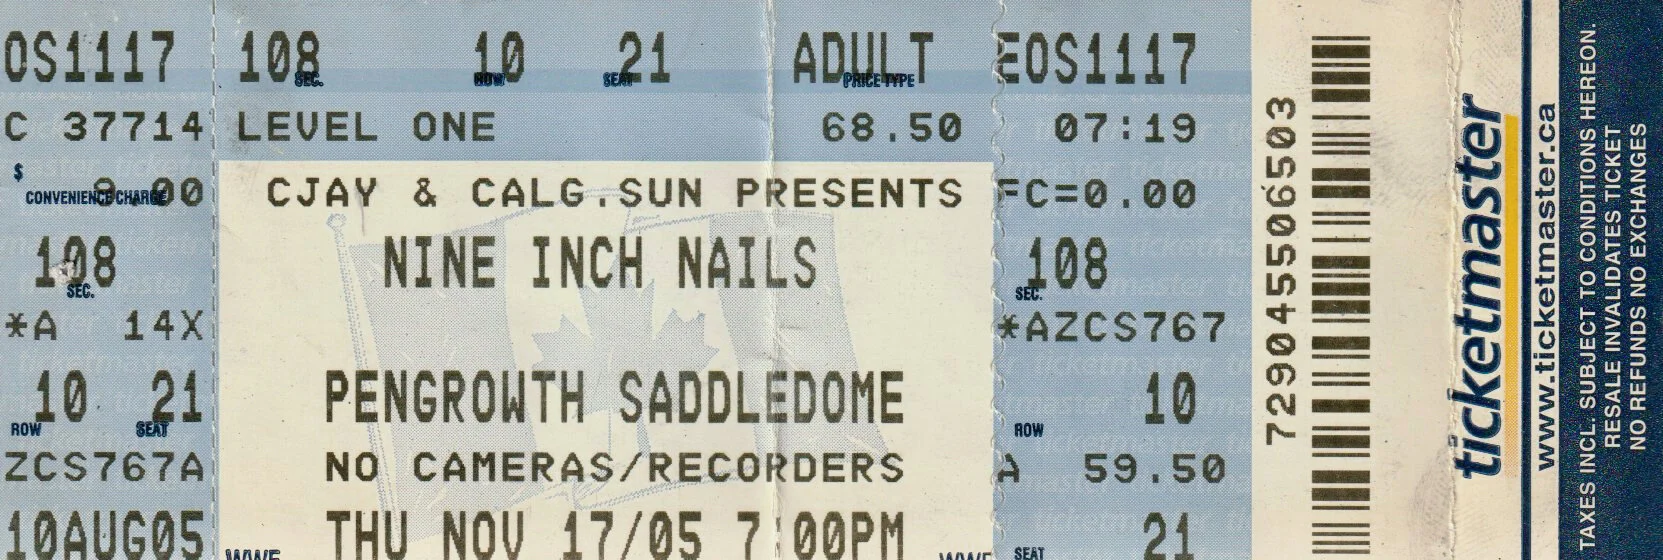 OS1117
C 37714
$ 9.00
CONVENIENCE CHARGE
108
SEC.
*A 14X
10 21
ROW SEAT
ZCS767A
10AUG05
108 10 21 ADULT
SEC. ROW SEAT PRICE TYPE
LEVEL ONE 68.50
CJAY & CALG.SUN PRESENTS
NINE INCH NAILS
PENGROWTH SADDLEDOME
NO CAMERAS/RECORDERS
THU NOV 17/05 7:00PM
EOS1117
07:19
FC=0.00
108
SEC.
*AZCS767
10
ROW
A 59.50
21
SEAT
729045506503
ticketmaster
www.ticketmaster.ca
TAXES INCL. SUBJECT TO CONDITIONS HEREON.
RESALE INVALIDATES TICKET
NO REFUNDS NO EXCHANGES